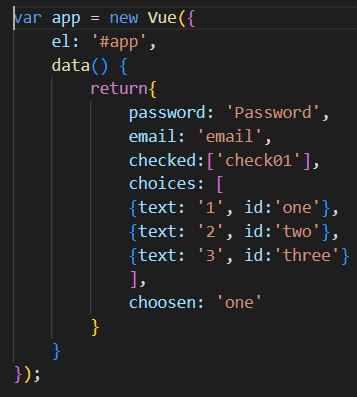 var app = new Vue({
    el: '#app',
    data() {
        return{
            password: 'Password',
            email: 'email',
            checked:['check01'],
            choices: [
            {text: '1', id:'one'},
            {text: '2', id:'two'},
            {text: '3', id:'three'}
            ],
            choosen: 'one'
        }
    }
});